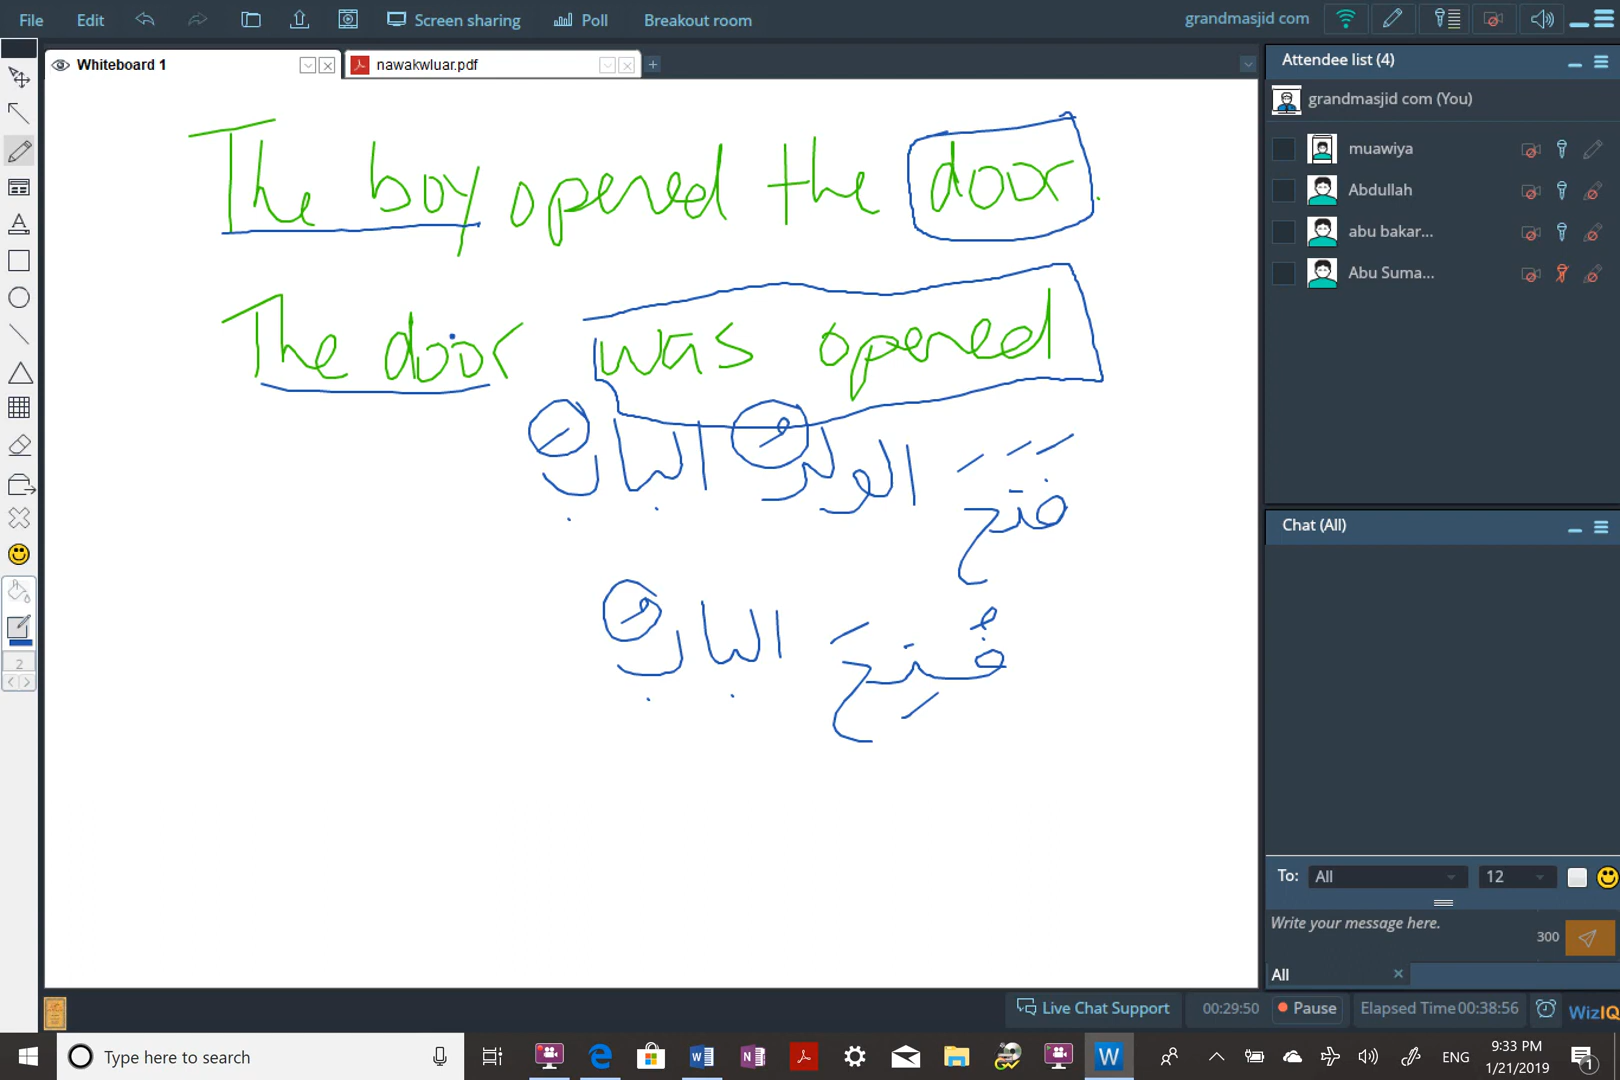 File Edit Screen sharing Poll Breakout room grandmasjid com
Whiteboard 1 nawakwluar.pdf
The boy opened the door.
The door was opened
فَتَحَ الولدُ البابَ
فُتِحَ البابُ
2
Attendee list (4)
grandmasjid com (You)
muawiya
Abdullah
abu bakar...
Abu Suma...
Chat (All)
To: All 12
Write your message here.
300
All
Live Chat Support 00:29:50 Pause Elapsed Time 00:38:56 WizIQ
Type here to search ENG 9:33 PM
1/21/2019
1